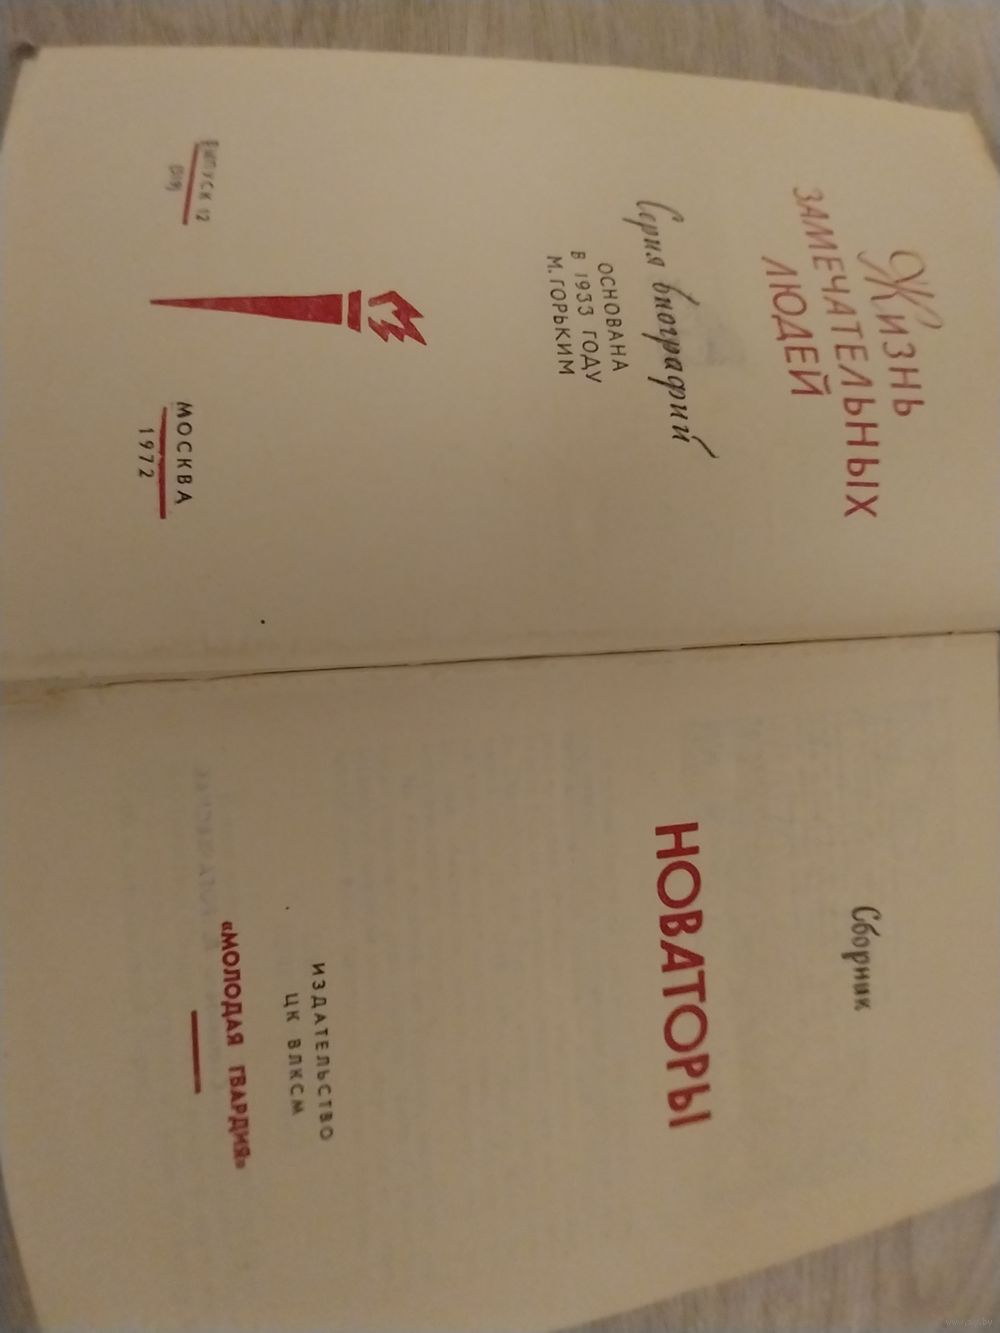 Жизнь
ЗАМЕЧАТЕЛЬНЫХ
ЛЮДЕЙ
Серия биографий
ОСНОВАНА
В 1933 ГОДУ
М. ГОРЬКИМ
ВЫПУСК 12
(519)
МОСКВА
1972
Сборник
НОВАТОРЫ
ИЗДАТЕЛЬСТВО
ЦК ВЛКСМ
«МОЛОДАЯ ГВАРДИЯ»